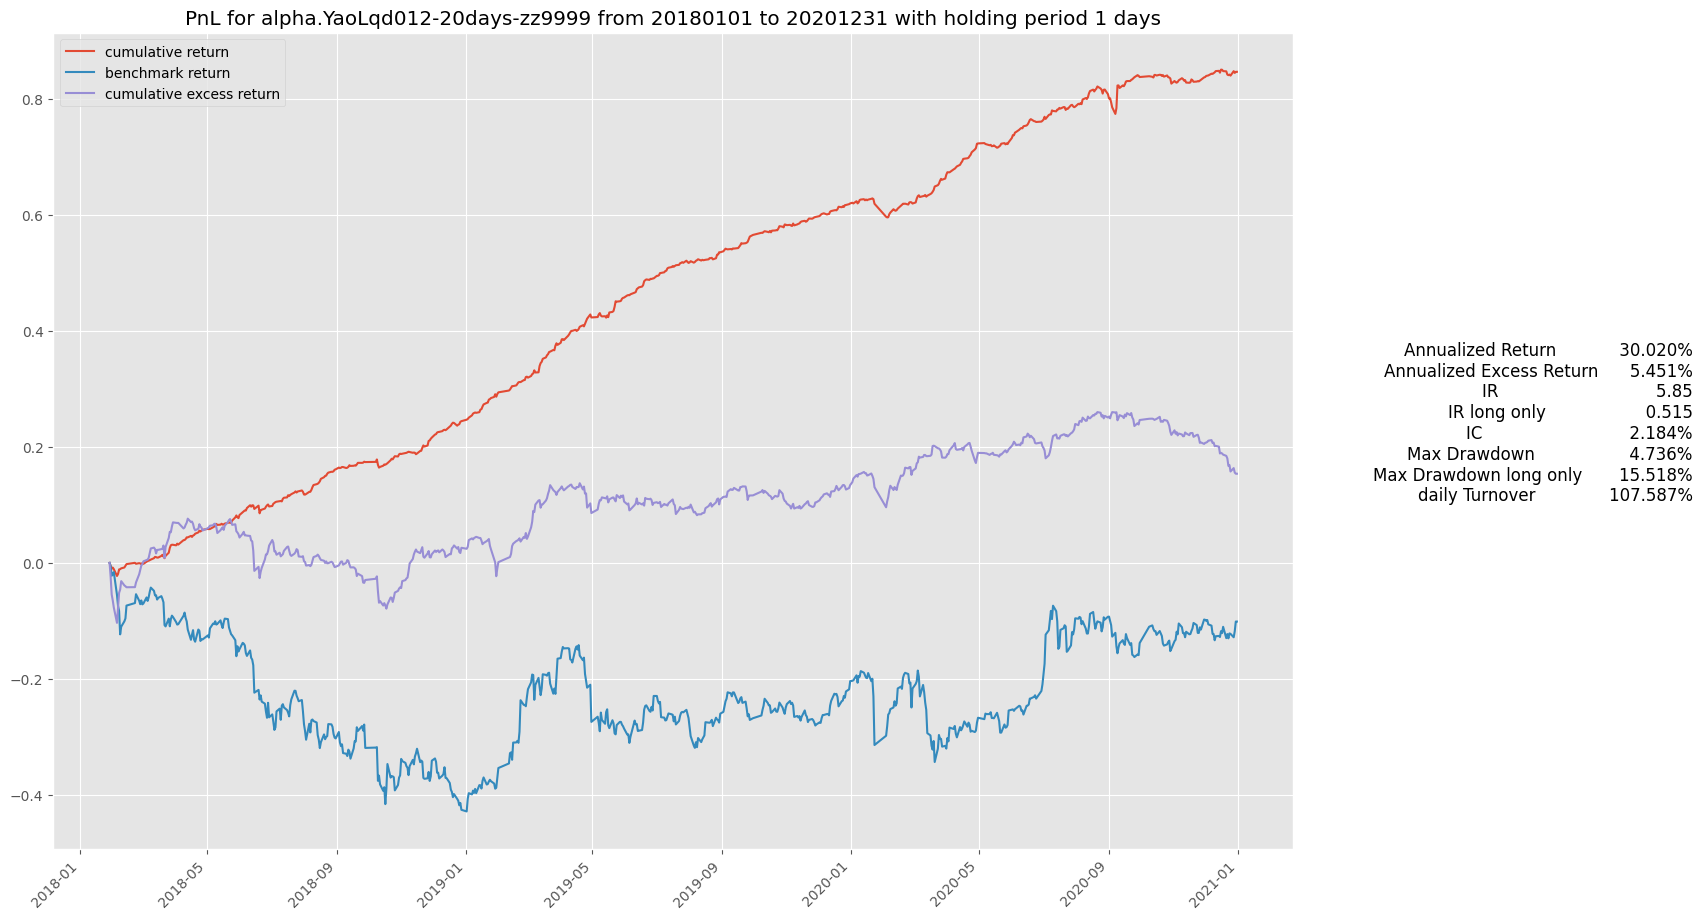 PnL for alpha.YaoLqd012-20days-zz9999 from 20180101 to 20201231 with holding period 1 days
cumulative return
benchmark return
cumulative excess return
0.8
0.6
0.4
0.2
0.0
−0.2
−0.4
2018-01
2018-05
2018-09
2019-01
2019-05
2019-09
2020-01
2020-05
2020-09
2021-01
Annualized Return 30.020%
Annualized Excess Return 5.451%
IR 5.85
IR long only 0.515
IC 2.184%
Max Drawdown 4.736%
Max Drawdown long only 15.518%
daily Turnover 107.587%